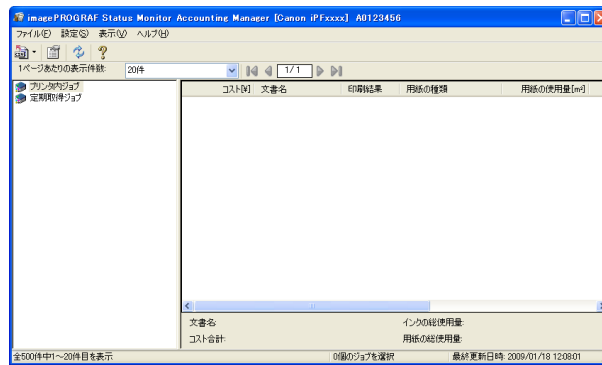 imagePROGRAF Status Monitor Accounting Manager [Canon iPFxxxx] A0123456
ファイル(F) 設定(S) 表示(V) ヘルプ(H)
1ページあたりの表示件数: 20件 1/1
プリンタ内ジョブ
定期取得ジョブ
コスト[¥] 文書名 印刷結果 用紙の種類 用紙の使用量[m²]
文書名: インクの総使用量:
コスト合計: 用紙の総使用量:
全500件中1～20件目を表示 0個のジョブを選択 最終更新日時: 2009/01/18 12:08:01